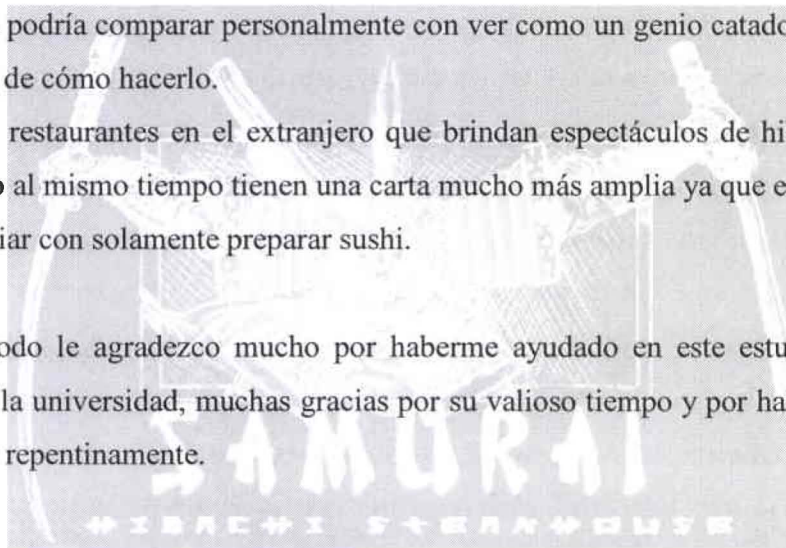 podría comparar personalmente con ver como un genio catado
de cómo hacerlo.
restaurantes en el extranjero que brindan espectáculos de hi
o al mismo tiempo tienen una carta mucho más amplia ya que e
iar con solamente preparar sushi.
odo le agradezco mucho por haberme ayudado en este estu
la universidad, muchas gracias por su valioso tiempo y por ha
repentinamente.
SAMURAI
HIBACHI STEAKHOUSE